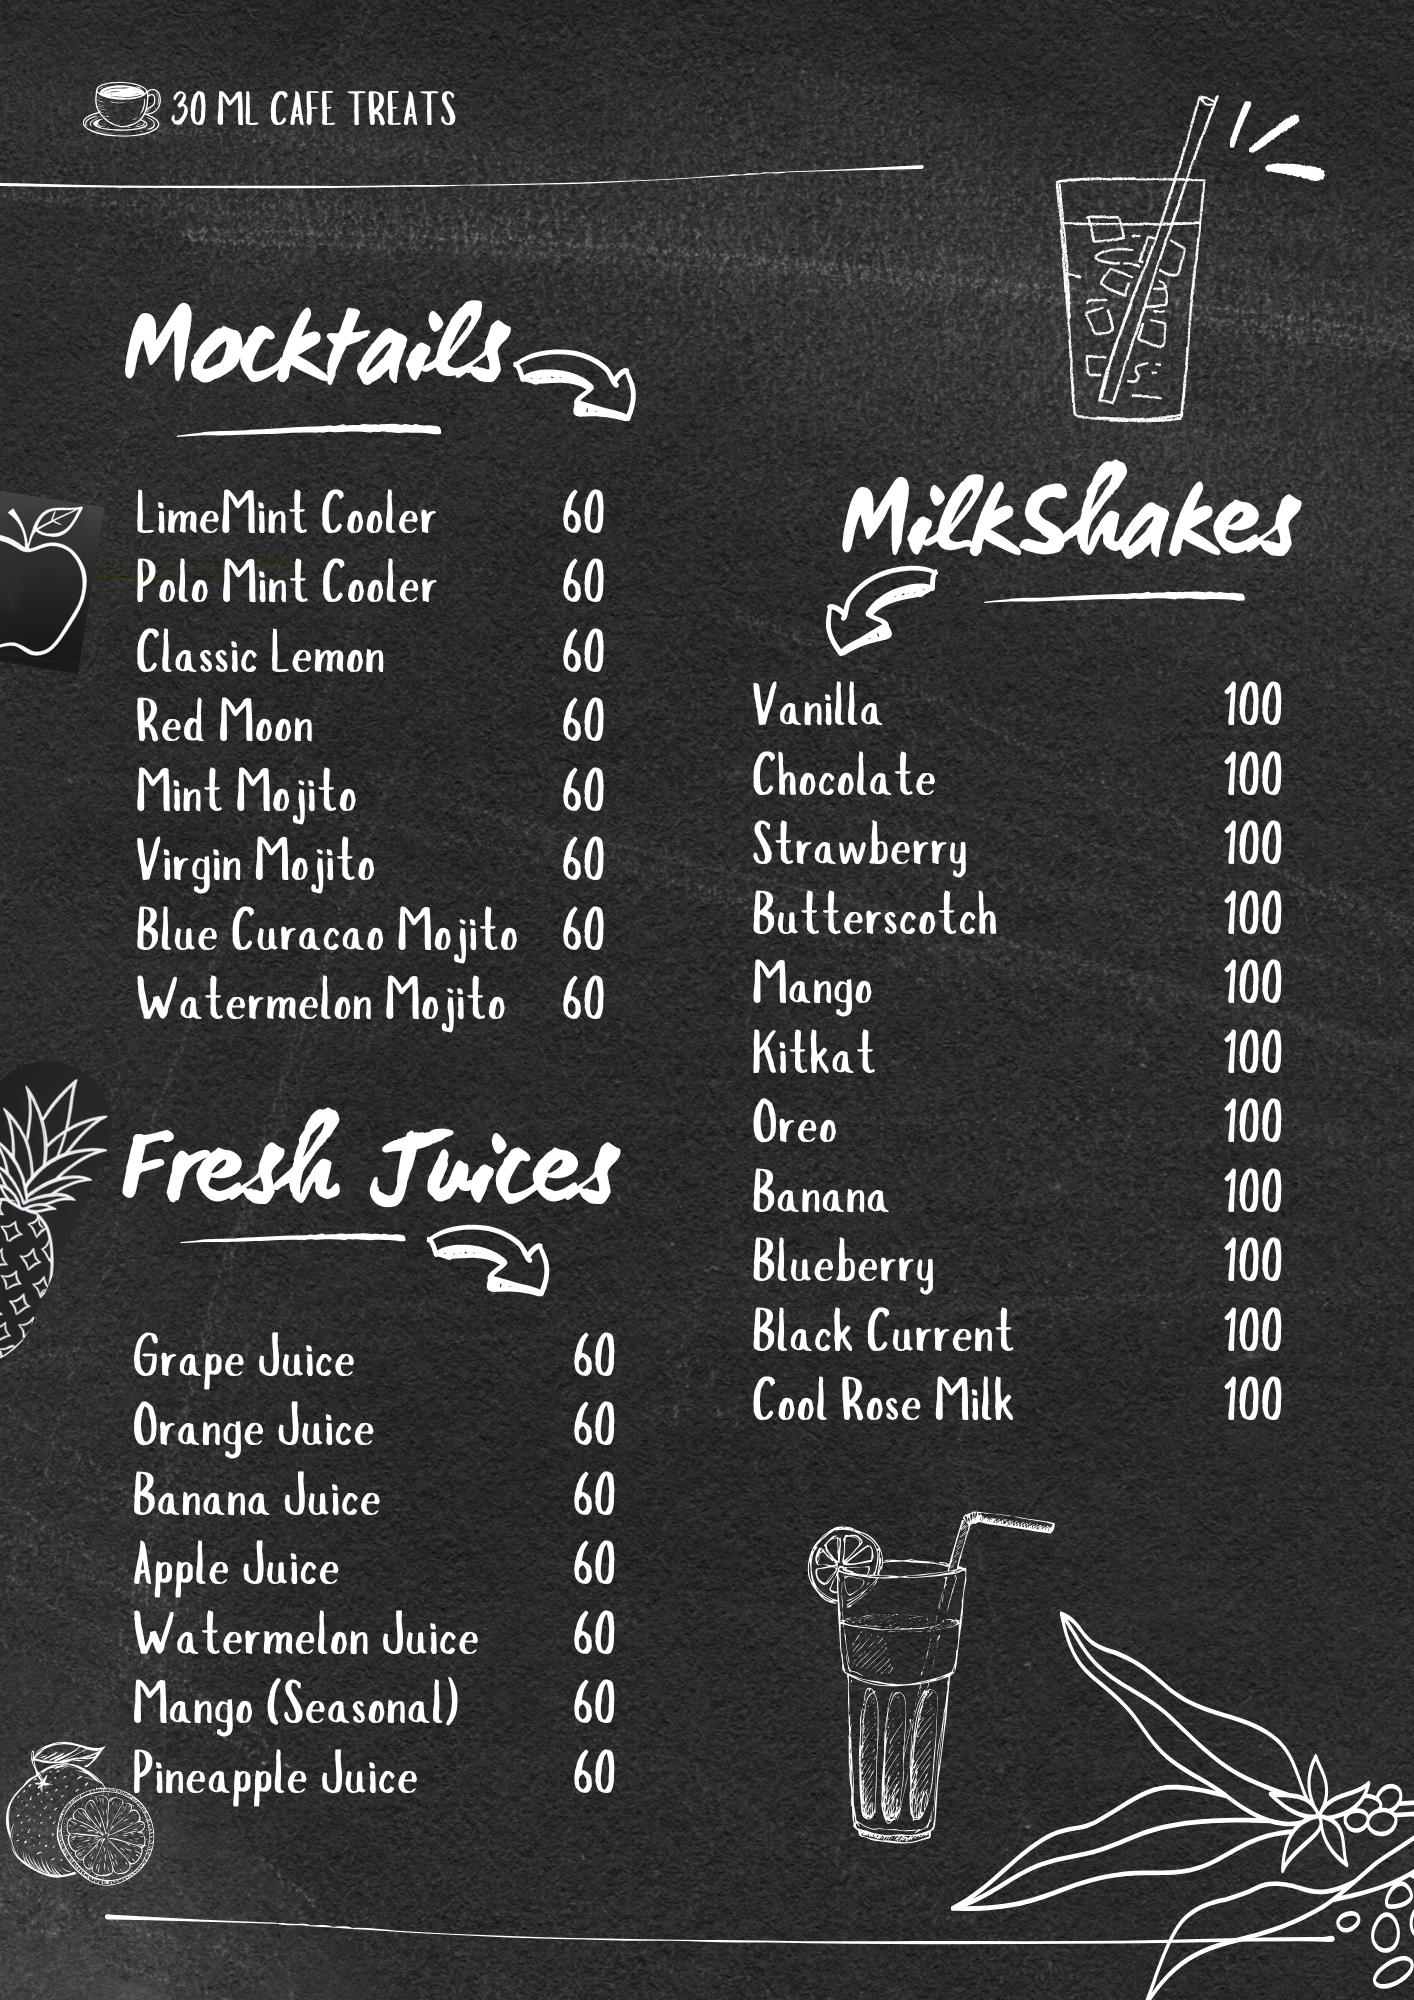 30 ML CAFE TREATS
Mocktails
LimeMint Cooler 60
Polo Mint Cooler 60
Classic Lemon 60
Red Moon 60
Mint Mojito 60
Virgin Mojito 60
Blue Curacao Mojito 60
Watermelon Mojito 60
Fresh Juices
Grape Juice 60
Orange Juice 60
Banana Juice 60
Apple Juice 60
Watermelon Juice 60
Mango (Seasonal) 60
Pineapple Juice 60
MilkShakes
Vanilla 100
Chocolate 100
Strawberry 100
Butterscotch 100
Mango 100
Kitkat 100
Oreo 100
Banana 100
Blueberry 100
Black Current 100
Cool Rose Milk 100